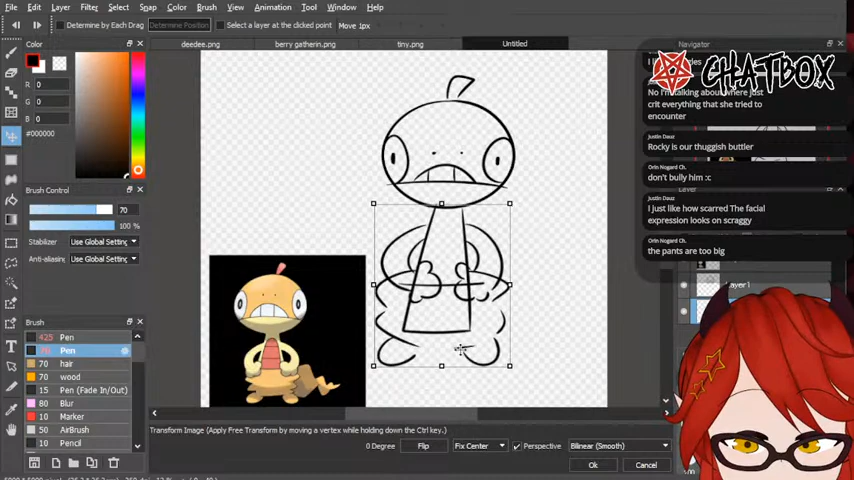 File Edit Layer Filter Select Snap Color Brush View Animation Tool Window Help
Determine by Each Drag Determine Position Select a layer at the clicked point Move 1px
Color
deedee.png berry gatherin.png tiny.png Untitled
Navigator
R 0
G 0
B 0
#000000
CHATBOX
No I'm talking about where just
crit everything that she tried to
encounter
Justin Dauz
Rocky is our thuggish buttler
Orin Nogard Ch.
don't bully him :c
Justin Dauz
I just like how scarred The facial
expression looks on scraggy
Orin Nogard Ch.
the pants are too big
Brush Control
70
100 %
Stabilizer Use Global Setting
Anti-aliasing Use Global Setting
Layer
Layer1
Brush
425 Pen
70 Pen
70 hair
70 wood
15 Pen (Fade In/Out)
80 Blur
10 Marker
50 AirBrush
10 Pencil
Transform Image (Apply Free Transform by moving a vertex while holding down the Ctrl key.)
0 Degree Flip Fix Center Perspective Bilinear (Smooth)
Ok Cancel